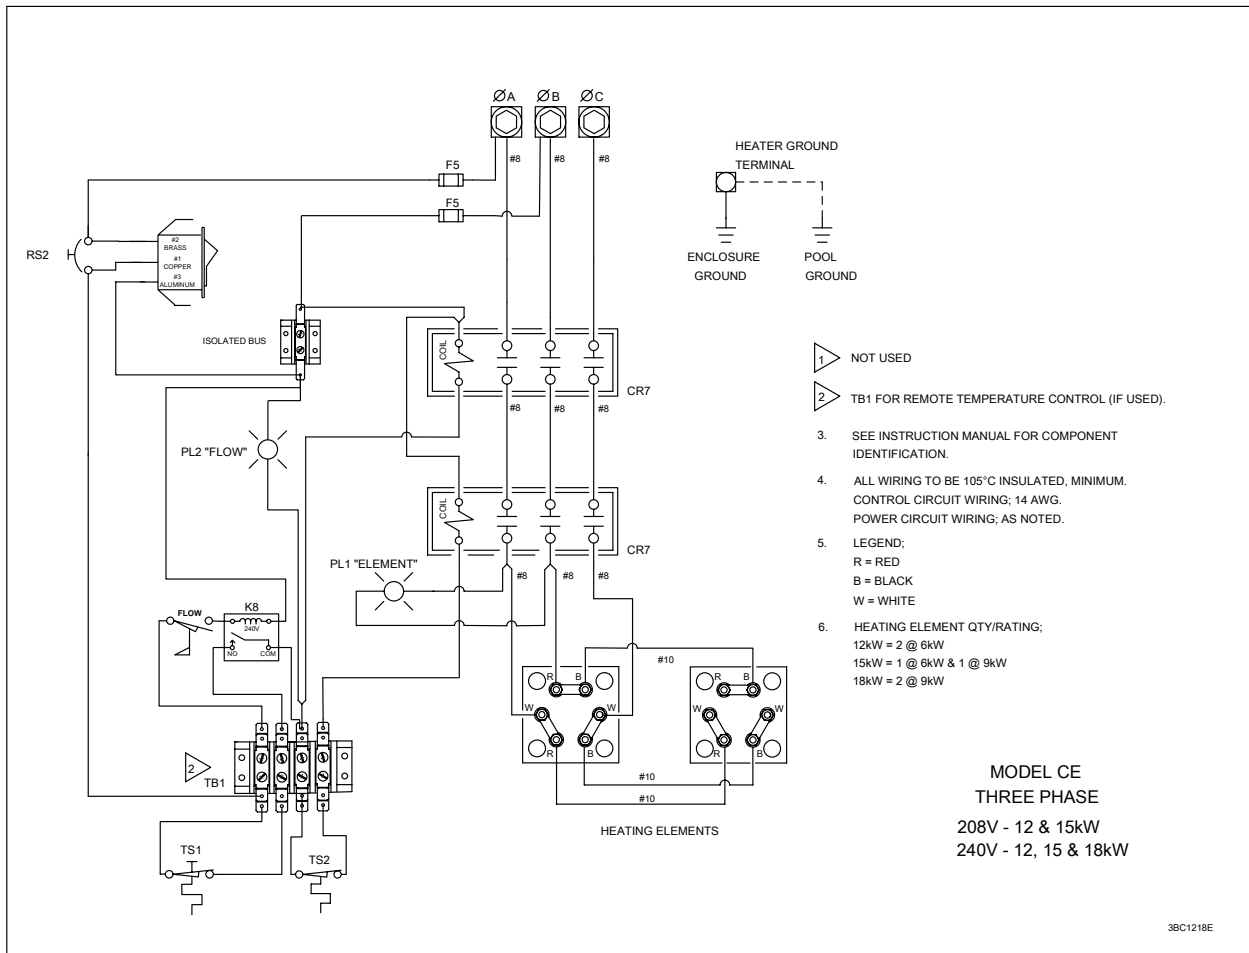 ØA
ØB
ØC
#8
#8
#8
F5
F5
HEATER GROUND
TERMINAL
ENCLOSURE
GROUND
POOL
GROUND
RS2
#2
BRASS
#1
COPPER
#3
ALUMINUM
ISOLATED BUS
COIL
CR7
#8
#8
#8
PL2 "FLOW"
COIL
CR7
PL1 "ELEMENT"
#8
#8
#8
FLOW
K8
240V
NO
COM
#10
R
B
W
W
R
B
R
B
W
W
R
B
#10
#10
HEATING ELEMENTS
2
TB1
TS1
TS2
1
NOT USED
2
TB1 FOR REMOTE TEMPERATURE CONTROL (IF USED).
3. SEE INSTRUCTION MANUAL FOR COMPONENT
IDENTIFICATION.
4. ALL WIRING TO BE 105°C INSULATED, MINIMUM.
CONTROL CIRCUIT WIRING; 14 AWG.
POWER CIRCUIT WIRING; AS NOTED.
5. LEGEND;
R = RED
B = BLACK
W = WHITE
6. HEATING ELEMENT QTY/RATING;
12kW = 2 @ 6kW
15kW = 1 @ 6kW & 1 @ 9kW
18kW = 2 @ 9kW
MODEL CE
THREE PHASE
208V - 12 & 15kW
240V - 12, 15 & 18kW
3BC1218E